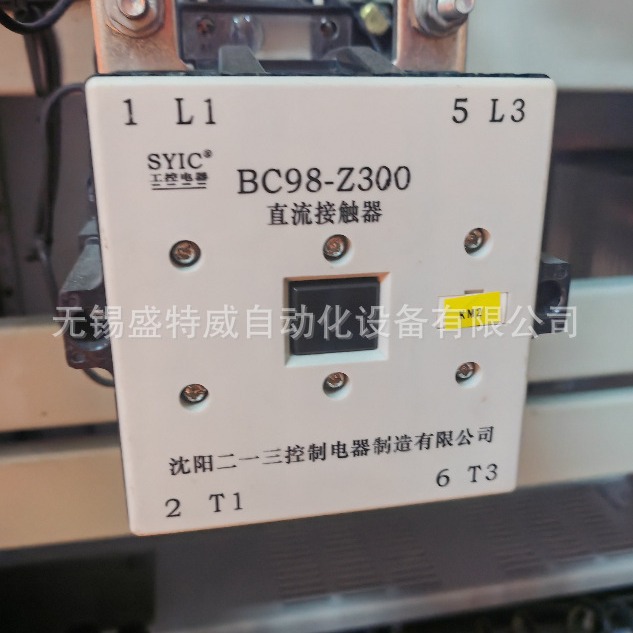 1 L1 5 L3
SYIC®
工控电器
BC98-Z300
直流接触器
KM2
无锡盛特威自动化设备有限公司
沈阳二一三控制电器制造有限公司
2 T1 6 T3